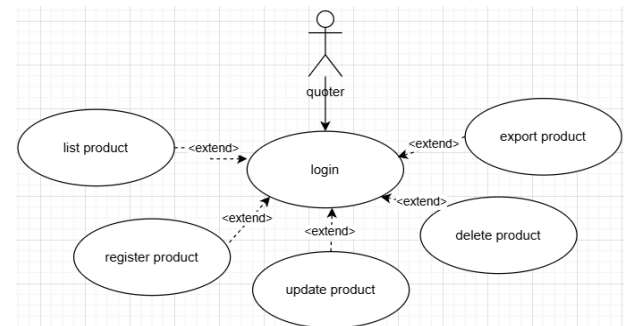 quoter
export product
<extend>
list product
<extend>
login
<extend>
<extend>
delete product
<extend>
register product
update product